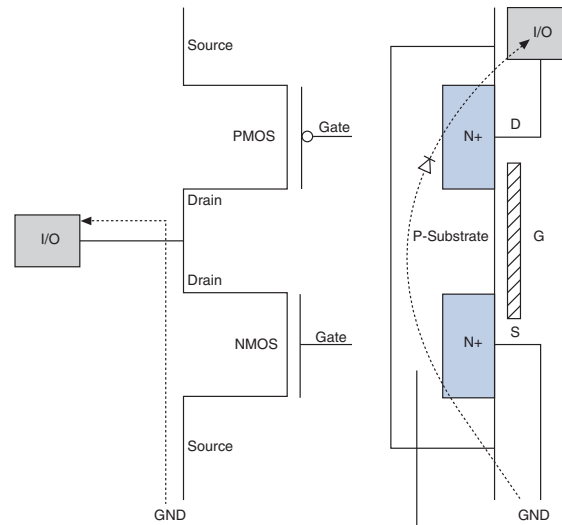 Source
PMOS
Gate
Drain
I/O
Drain
NMOS
Gate
Source
GND
I/O
N+
D
P-Substrate
G
S
N+
GND